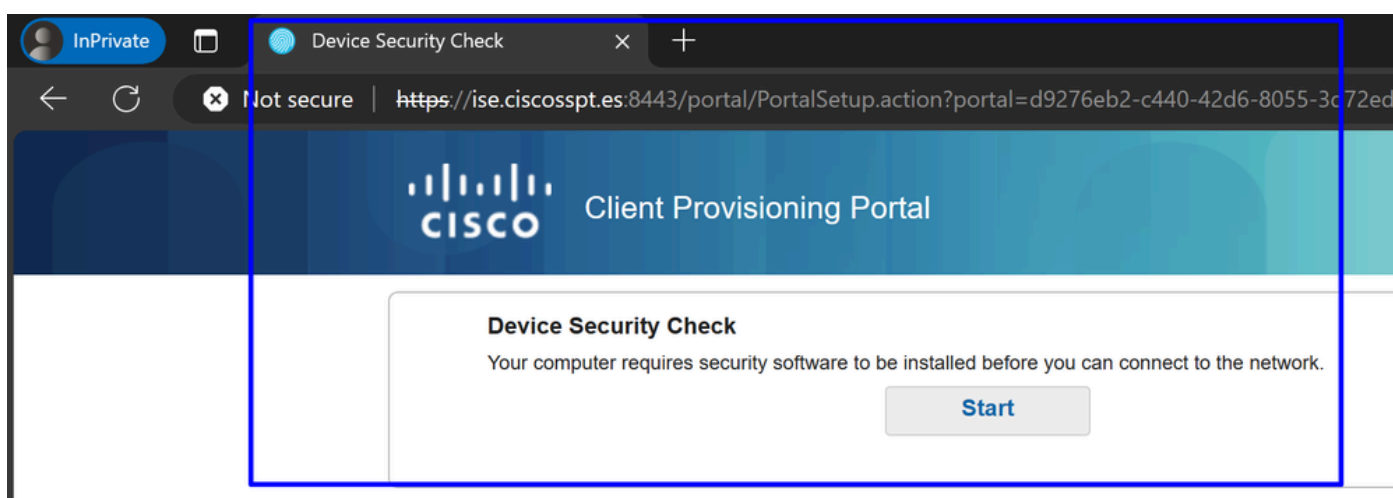 InPrivate
Device Security Check
Not secure
https://ise.ciscosspt.es:8443/portal/PortalSetup.action?portal=d9276eb2-c440-42d6-8055-3d72ed
CISCO
Client Provisioning Portal
Device Security Check
Your computer requires security software to be installed before you can connect to the network.
Start